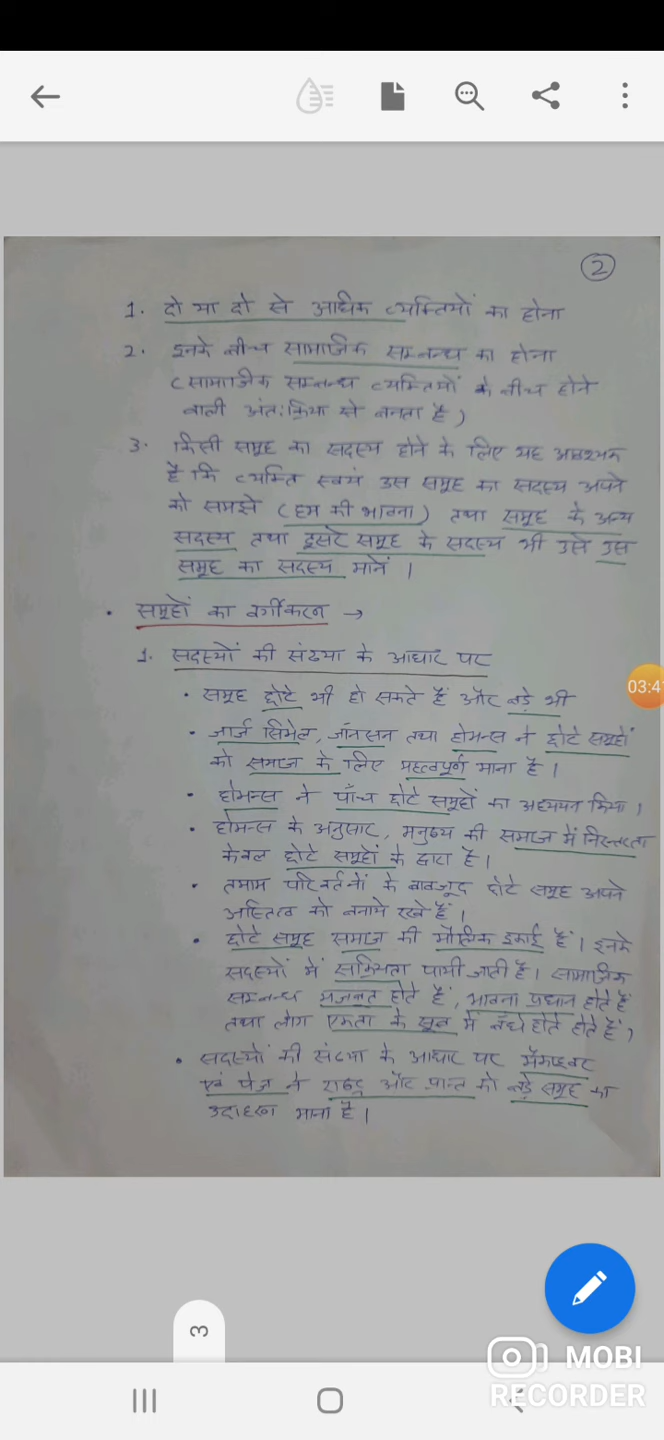 2
1. दो या दो से अधिक व्यक्तियों का होना
2. इनके बीच सामाजिक सम्बन्ध का होना
(सामाजिक सम्बन्ध व्यक्तियों के बीच होने
वाली अंत:क्रिया से बनता है)
3. किसी समूह का सदस्य होने के लिए यह आवश्यक
है कि व्यक्ति स्वयं उस समूह का सदस्य अपने
को समझे (हम की भावना) तथा समूह के अन्य
सदस्य तथा दूसरे समूह के सदस्य भी उसे उस
समूह का सदस्य मानें।
• समूहों का वर्गीकरण →
1. सदस्यों की संख्या के आधार पर
• समूह छोटे भी हो सकते हैं और बड़े भी
• जार्ज सिमेल, जॉनसन तथा होमन्स ने छोटे समूहों
को समाज के लिए महत्वपूर्ण माना है।
• होमन्स ने पाँच छोटे समूहों का अध्ययन किया।
• होमन्स के अनुसार, मनुष्य की समाज में निरन्तरता
केवल छोटे समूहों के द्वारा है।
• तमाम परिवर्तनों के बावजूद छोटे समूह अपने
अस्तित्व को बनाये रखे हैं।
• छोटे समूह समाज की मौलिक इकाई हैं। इनके
सदस्यों में सक्रियता पायी जाती है। सामाजिक
सम्बन्ध मजबूत होते हैं, भावना प्रधान होते हैं
तथा लोग एकता के सूत्र में बँधे होते होते हैं,
• सदस्यों की संख्या के आधार पर मैकाइवर
एवं पेज ने राष्ट्र और प्रान्त को बड़े समूह का
उदाहरण माना है।
03:4
3
MOBI
RECORDER